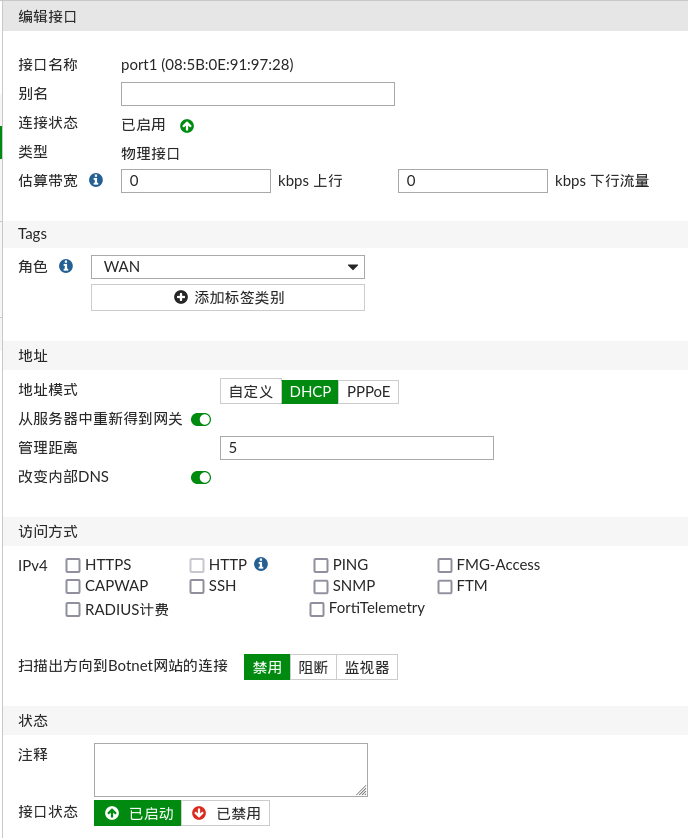 编辑接口
接口名称 port1 (08:5B:0E:91:97:28)
别名
连接状态 已启用
类型 物理接口
估算带宽 0 kbps 上行 0 kbps 下行流量
Tags
角色 WAN
添加标签类别
地址
地址模式 自定义 DHCP PPPoE
从服务器中重新得到网关
管理距离 5
改变内部DNS
访问方式
IPv4 HTTPS HTTP PING FMG-Access
CAPWAP SSH SNMP FTM
RADIUS计费 FortiTelemetry
扫描出方向到Botnet网站的连接 禁用 阻断 监视器
状态
注释
接口状态 已启动 已禁用